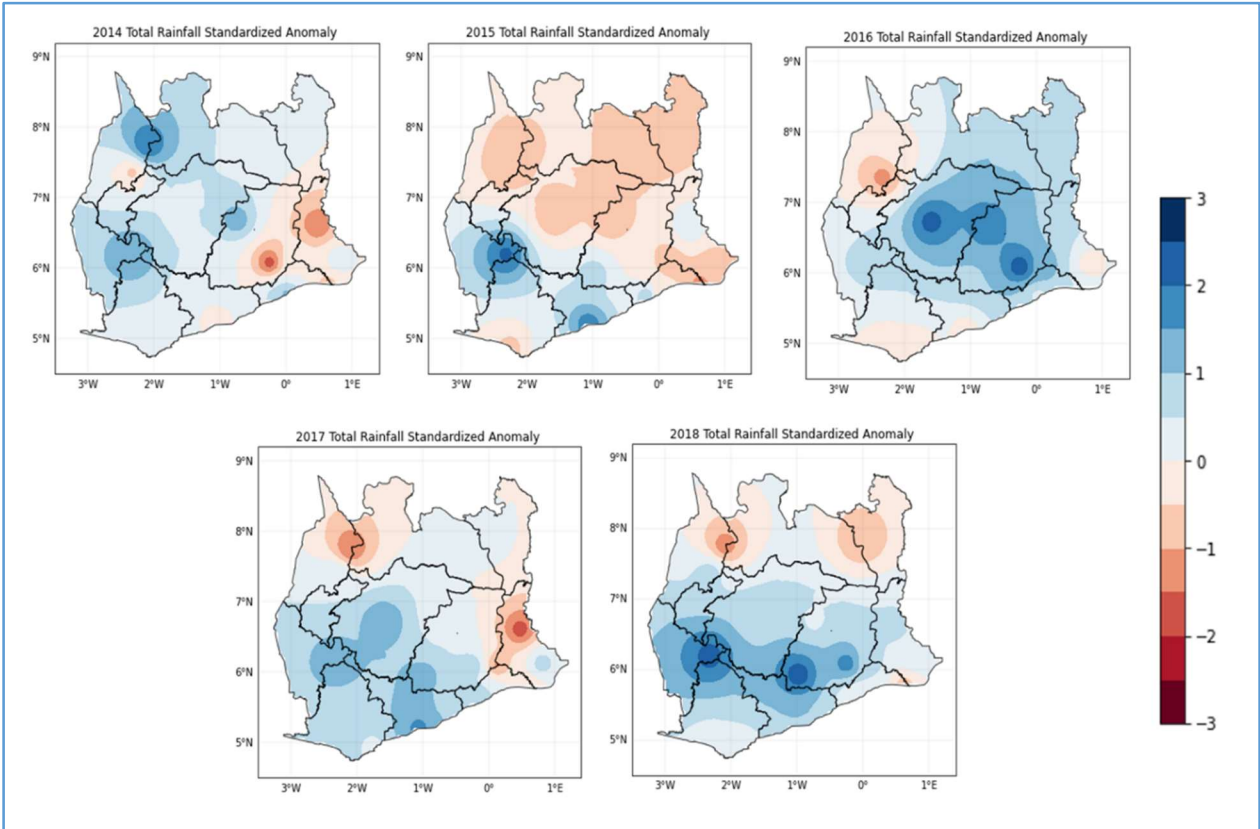 2014 Total Rainfall Standardized Anomaly
9°N
8°N
7°N
6°N
5°N
3°W 2°W 1°W 0° 1°E
2015 Total Rainfall Standardized Anomaly
9°N
8°N
7°N
6°N
5°N
3°W 2°W 1°W 0° 1°E
2016 Total Rainfall Standardized Anomaly
9°N
8°N
7°N
6°N
5°N
3°W 2°W 1°W 0° 1°E
2017 Total Rainfall Standardized Anomaly
9°N
8°N
7°N
6°N
5°N
3°W 2°W 1°W 0° 1°E
2018 Total Rainfall Standardized Anomaly
9°N
8°N
7°N
6°N
5°N
3°W 2°W 1°W 0° 1°E
3
2
1
0
−1
−2
−3